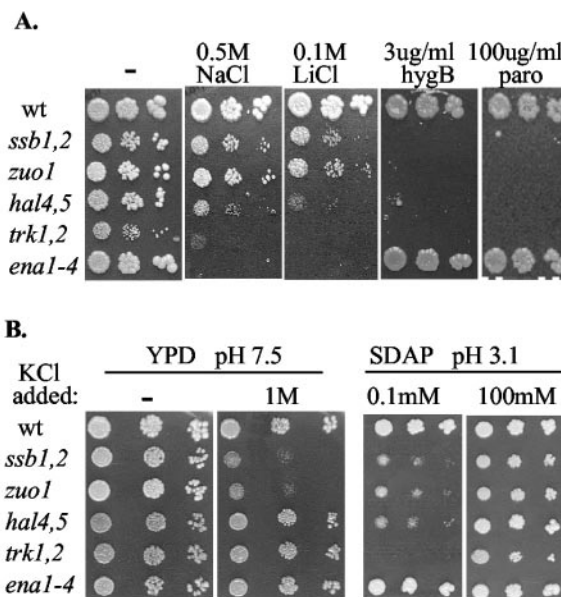 A.
0.5M 0.1M 3ug/ml 100ug/ml
- NaCl LiCl hygB paro
wt
ssb1,2
zuo1
hal4,5
trk1,2
ena1-4
B.
YPD pH 7.5 SDAP pH 3.1
KCl
added: - 1M 0.1mM 100mM
wt
ssb1,2
zuo1
hal4,5
trk1,2
ena1-4